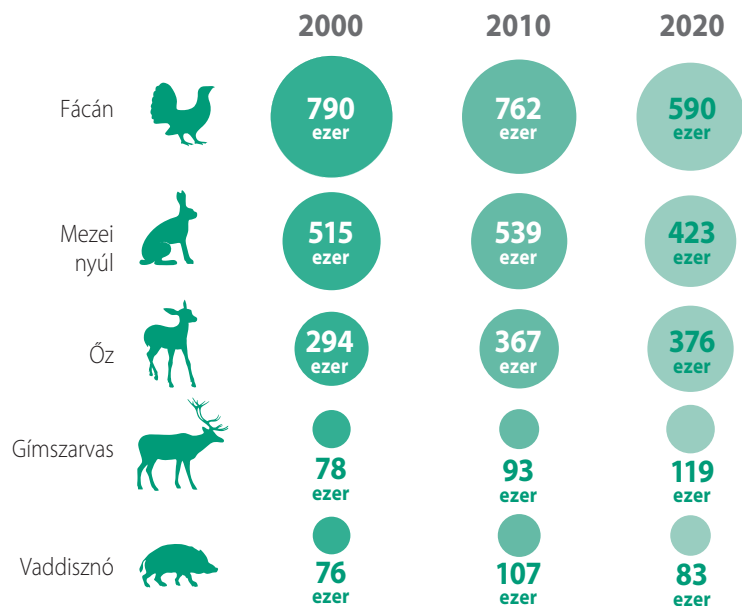 2000 2010 2020
Fácán
790 762 590
ezer ezer ezer
Mezei
nyúl
515 539 423
ezer ezer ezer
Őz
294 367 376
ezer ezer ezer
Gímszarvas
78 93 119
ezer ezer ezer
Vaddisznó
76 107 83
ezer ezer ezer